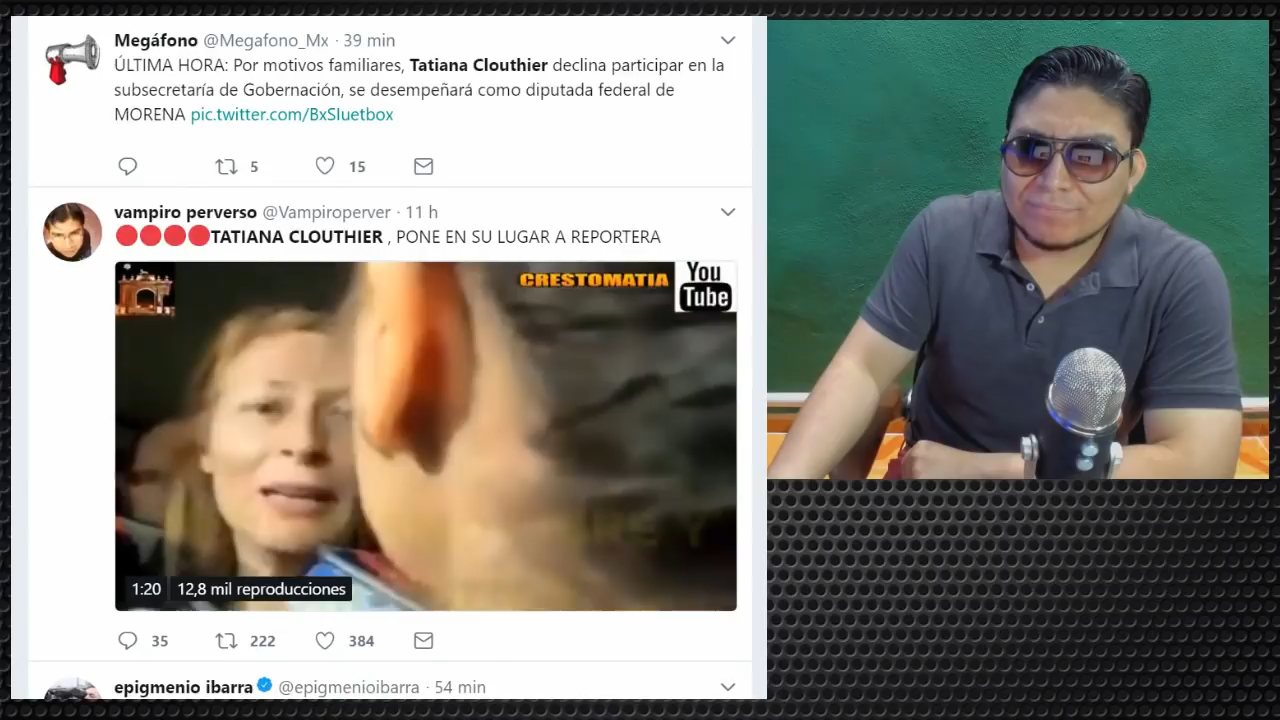 Megáfono @Megafono_Mx · 39 min
ÚLTIMA HORA: Por motivos familiares, Tatiana Clouthier declina participar en la
subsecretaría de Gobernación, se desempeñará como diputada federal de
MORENA pic.twitter.com/BxSIuetbox
5 15
vampiro perverso @Vampiroperver · 11 h
🔴🔴🔴🔴TATIANA CLOUTHIER , PONE EN SU LUGAR A REPORTERA
CRESTOMATIA
You
Tube
1:20 12,8 mil reproducciones
35 222 384
epigmenio ibarra @epigmenioibarra · 54 min